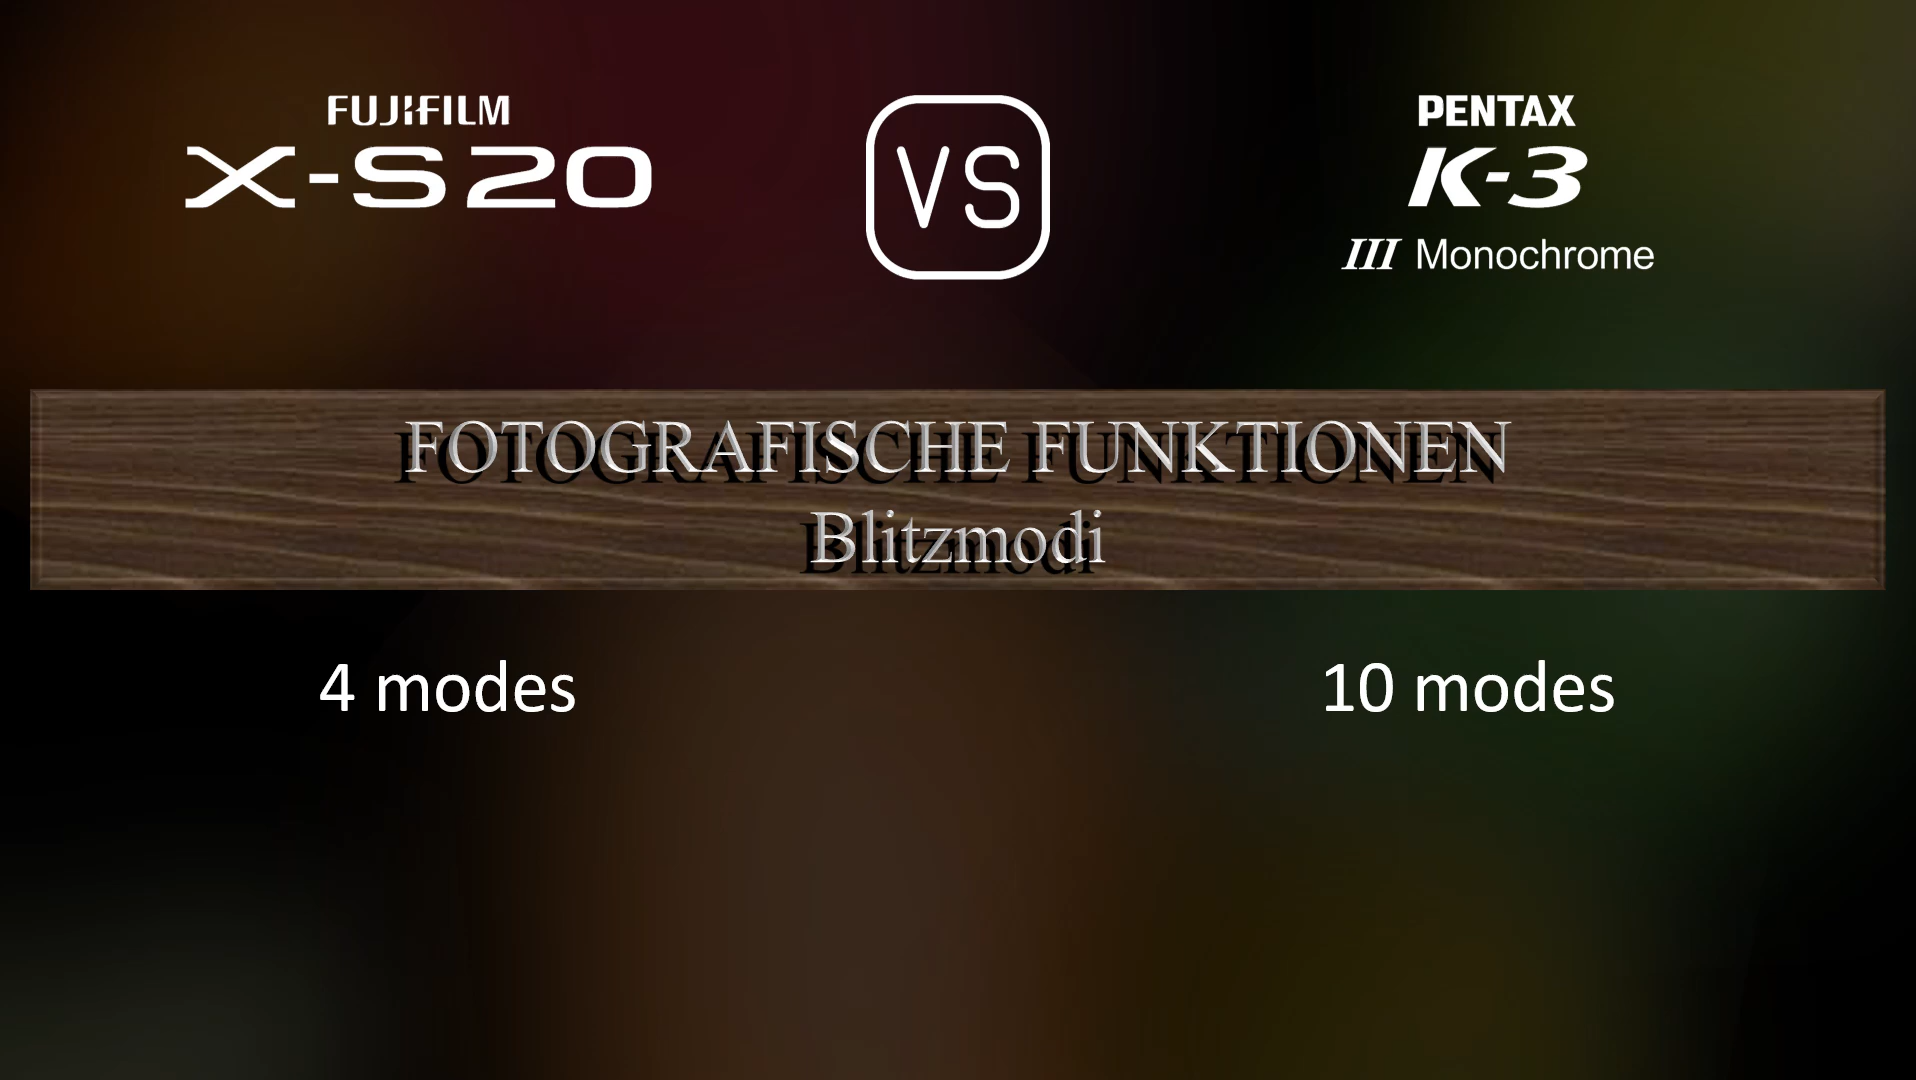 FUJIFILM
X-S20
VS
PENTAX
K-3
III Monochrome
FOTOGRAFISCHE FUNKTIONEN
Blitzmodi
4 modes
10 modes